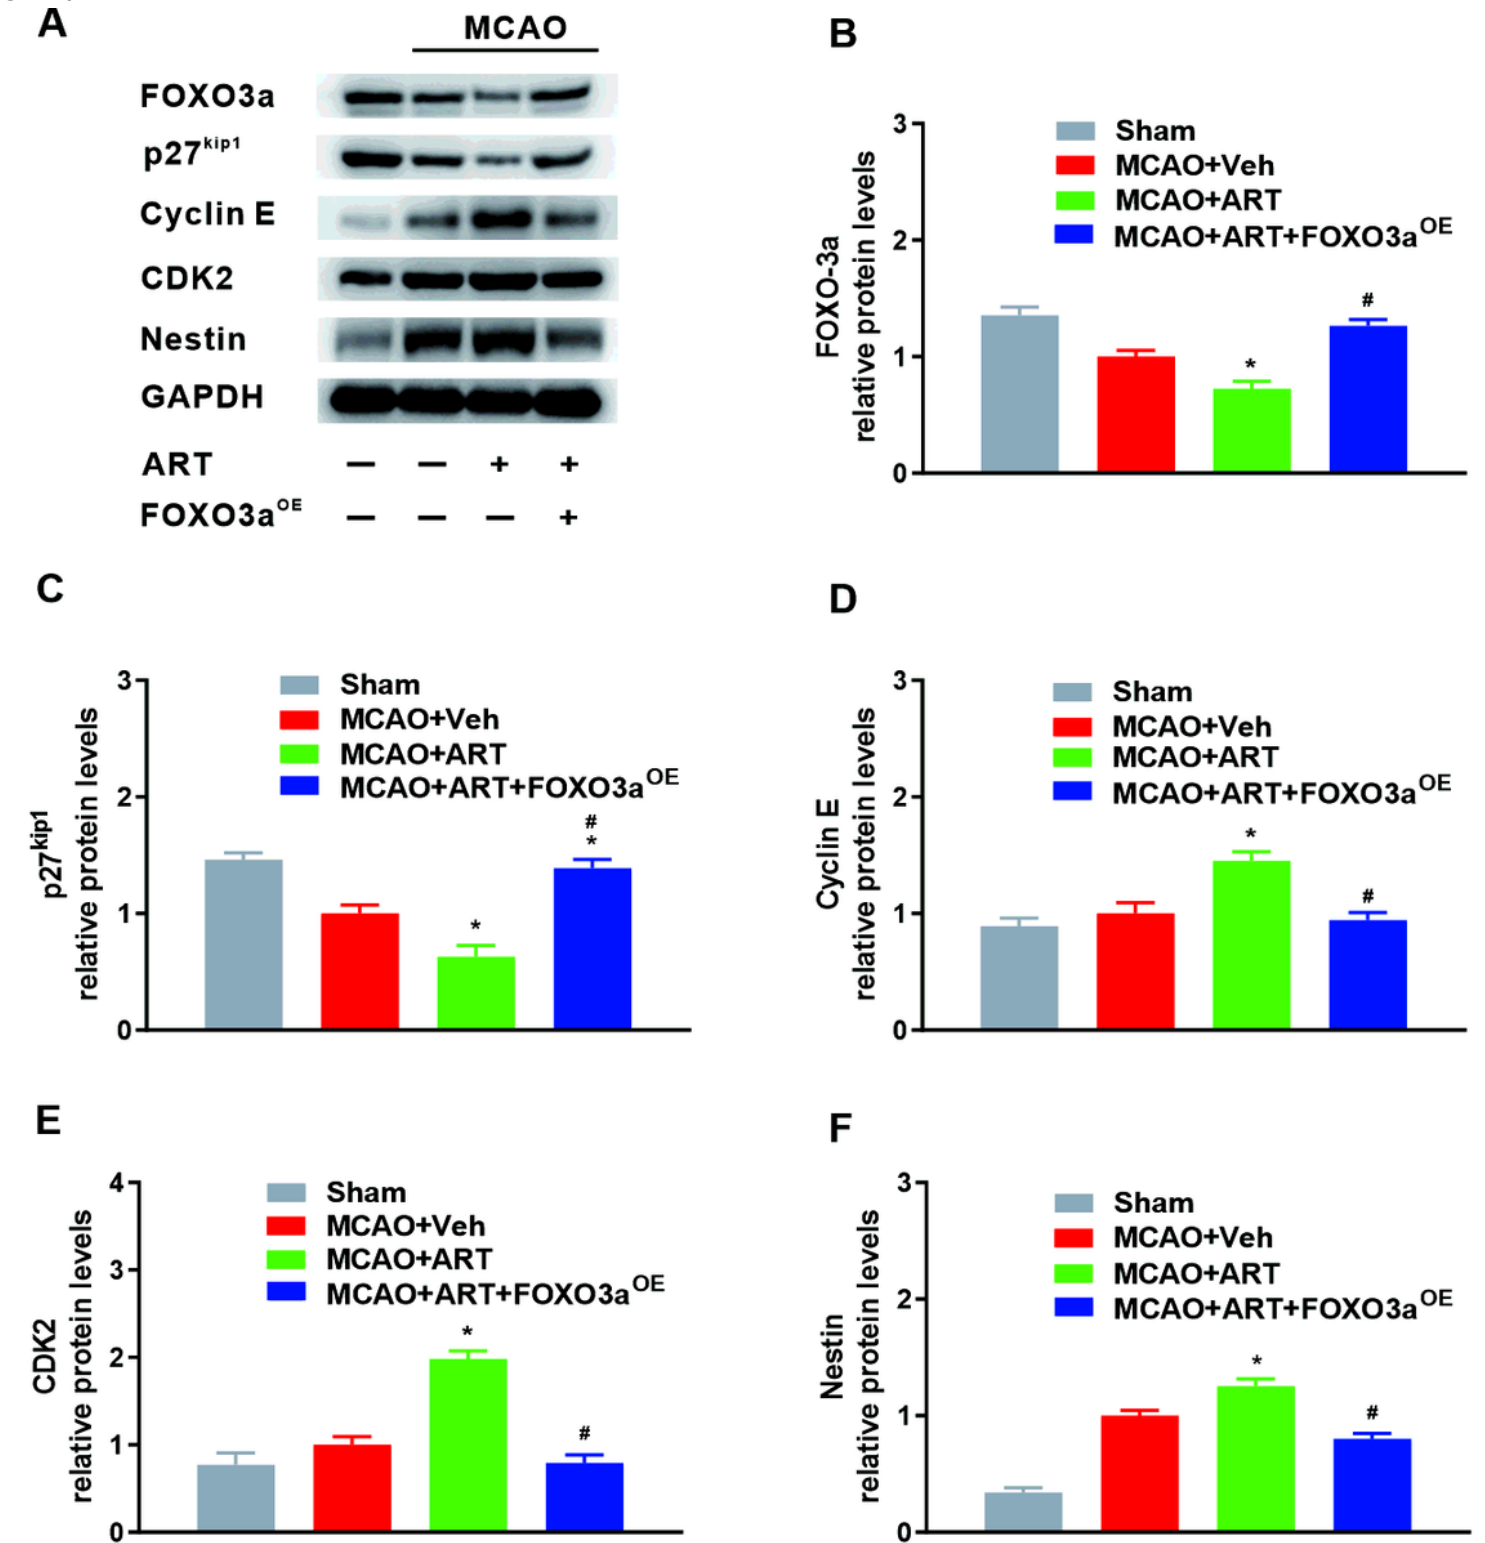 A
MCAO
FOXO3a
p27kip1
Cyclin E
CDK2
Nestin
GAPDH
ART — — + +
FOXO3aOE — — — +
B
3
2
1
0
FOXO-3a
relative protein levels
Sham
MCAO+Veh
MCAO+ART
MCAO+ART+FOXO3aOE
*
#
C
3
2
1
0
p27kip1
relative protein levels
Sham
MCAO+Veh
MCAO+ART
MCAO+ART+FOXO3aOE
*
#
*
D
3
2
1
0
Cyclin E
relative protein levels
Sham
MCAO+Veh
MCAO+ART
MCAO+ART+FOXO3aOE
*
#
E
4
3
2
1
0
CDK2
relative protein levels
Sham
MCAO+Veh
MCAO+ART
MCAO+ART+FOXO3aOE
*
#
F
3
2
1
0
Nestin
relative protein levels
Sham
MCAO+Veh
MCAO+ART
MCAO+ART+FOXO3aOE
*
#